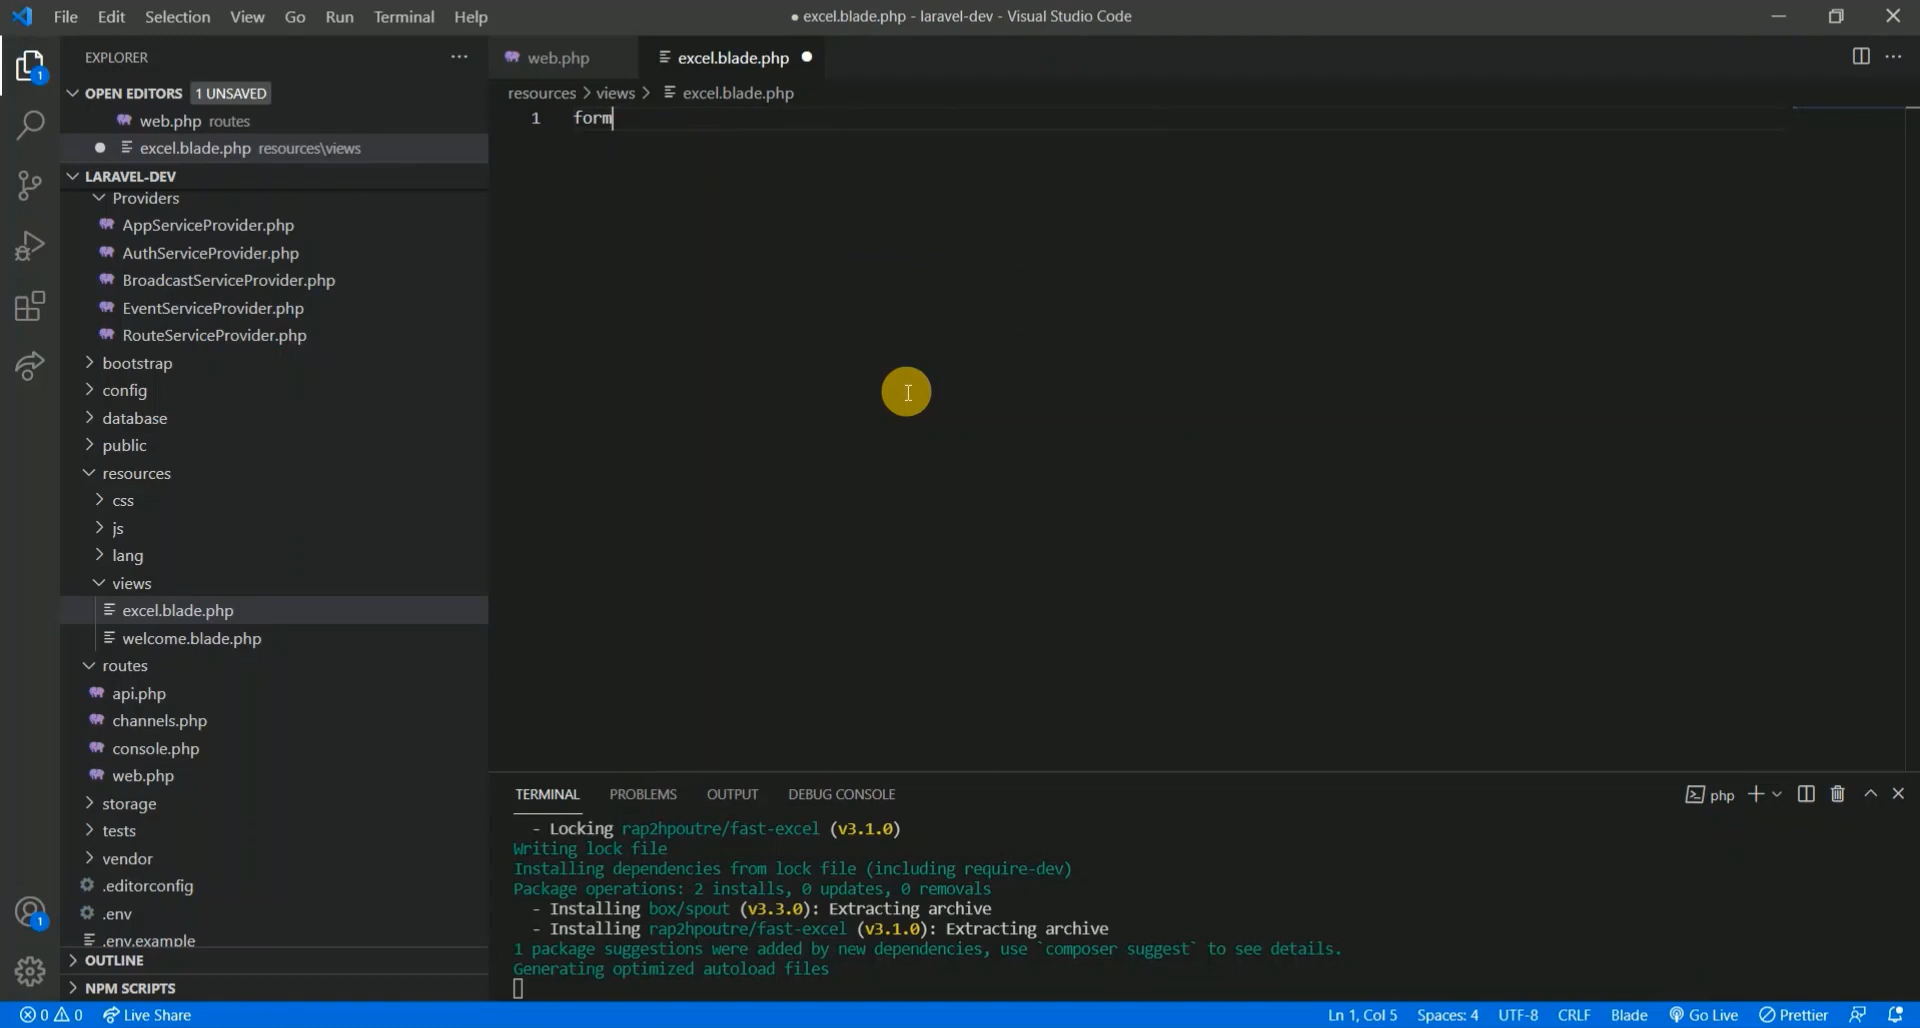 File Edit Selection View Go Run Terminal Help
● excel.blade.php - laravel-dev - Visual Studio Code
EXPLORER
OPEN EDITORS 1 UNSAVED
web.php routes
excel.blade.php resources\views
LARAVEL-DEV
Providers
AppServiceProvider.php
AuthServiceProvider.php
BroadcastServiceProvider.php
EventServiceProvider.php
RouteServiceProvider.php
bootstrap
config
database
public
resources
css
js
lang
views
excel.blade.php
welcome.blade.php
routes
api.php
channels.php
console.php
web.php
storage
tests
vendor
.editorconfig
.env
.env.example
OUTLINE
NPM SCRIPTS
1
1
web.php excel.blade.php
resources > views > excel.blade.php
1 form
TERMINAL PROBLEMS OUTPUT DEBUG CONSOLE
php
- Locking rap2hpoutre/fast-excel (v3.1.0)
Writing lock file
Installing dependencies from lock file (including require-dev)
Package operations: 2 installs, 0 updates, 0 removals
- Installing box/spout (v3.3.0): Extracting archive
- Installing rap2hpoutre/fast-excel (v3.1.0): Extracting archive
1 package suggestions were added by new dependencies, use `composer suggest` to see details.
Generating optimized autoload files
0 0 Live Share
Ln 1, Col 5 Spaces: 4 UTF-8 CRLF Blade Go Live Prettier